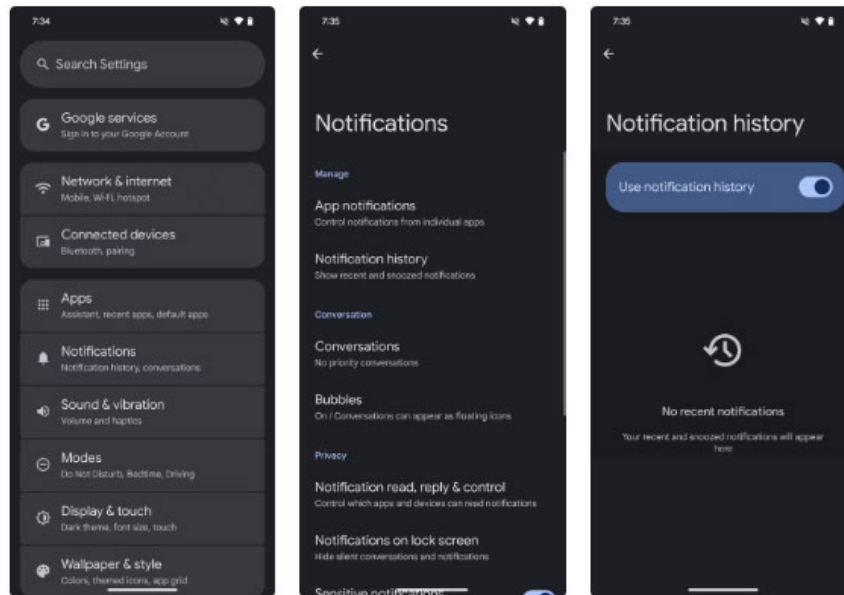 7:34
Search Settings
Google services
Sign in to your Google Account
Network & internet
Mobile, Wi-Fi, hotspot
Connected devices
Bluetooth, pairing
Apps
Assistant, recent apps, default apps
Notifications
Notification history, conversations
Sound & vibration
Volume and haptics
Modes
Do Not Disturb, Bedtime, Driving
Display & touch
Dark theme, font size, touch
Wallpaper & style
Colors, themed icons, app grid
7:35
Notifications
Manage
App notifications
Control notifications from individual apps
Notification history
Show recent and snoozed notifications
Conversation
Conversations
No priority conversations
Bubbles
On / Conversations can appear as floating icons
Privacy
Notification read, reply & control
Control which apps and devices can read notifications
Notifications on lock screen
Hide silent conversations and notifications
Sensitive notifications
7:35
Notification history
Use notification history
No recent notifications
Your recent and snoozed notifications will appear
here